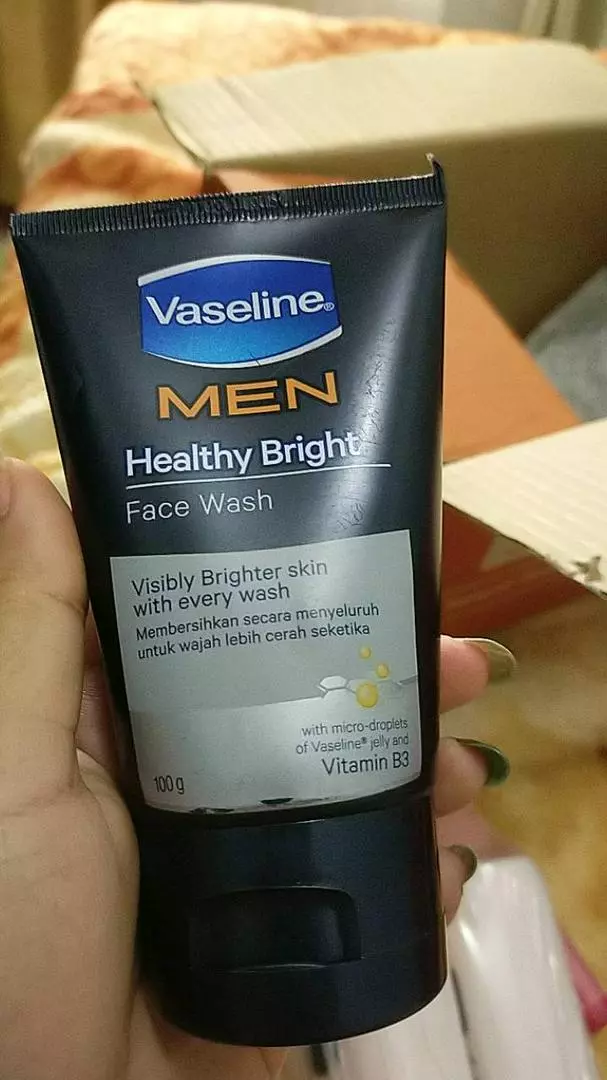 Vaseline®
MEN
Healthy Bright
Face Wash
Visibly Brighter skin
with every wash
Membersihkan secara menyeluruh
untuk wajah lebih cerah seketika
with micro-droplets
of Vaseline® jelly and
Vitamin B3
100 g